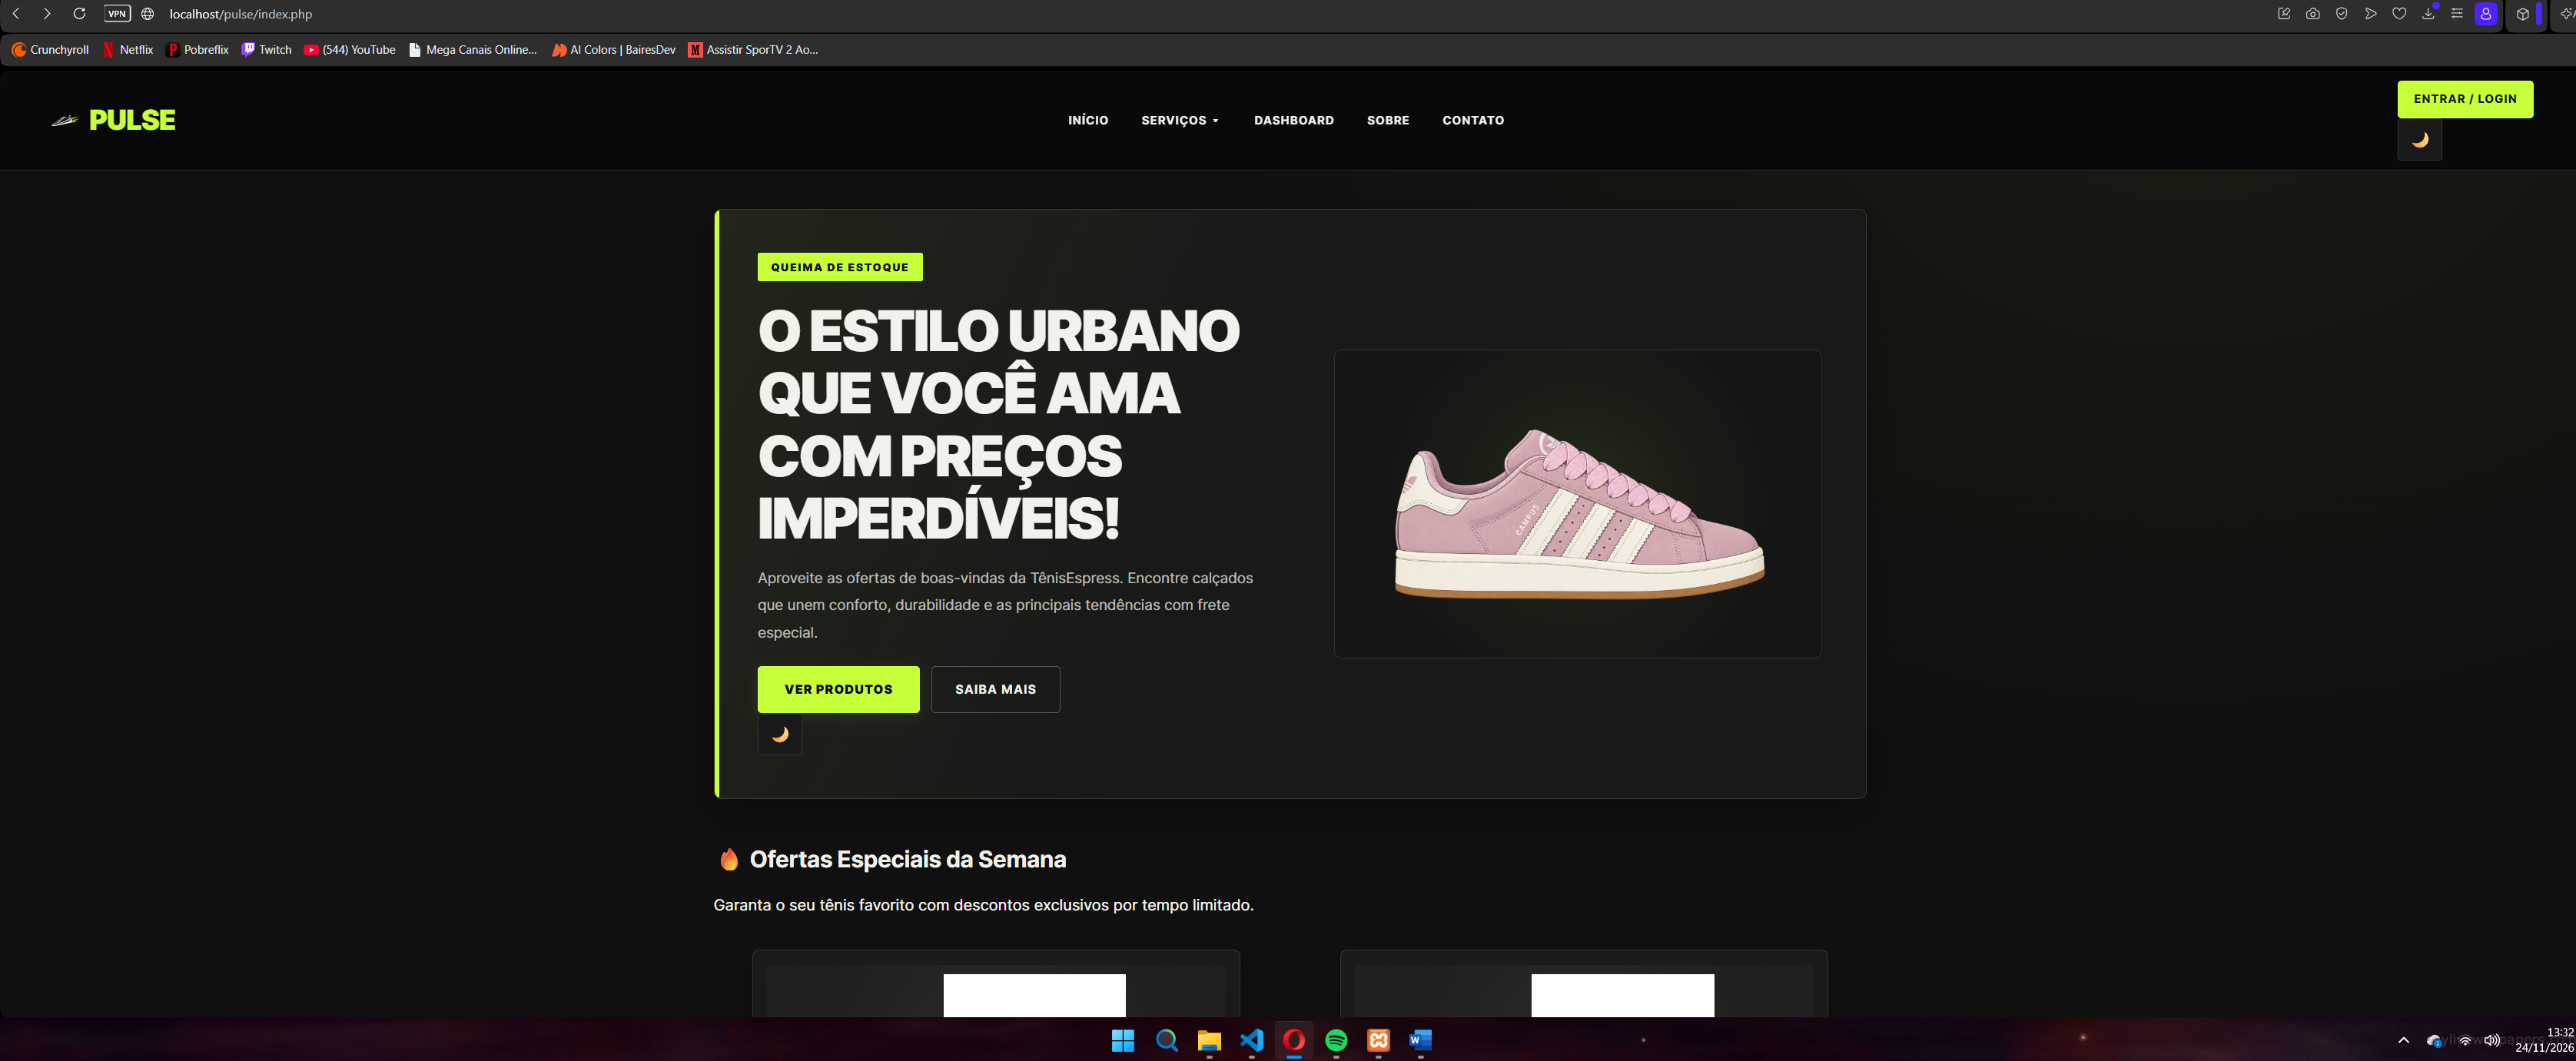 VPN localhost/pulse/index.php
Crunchyroll Netflix Pobreflix Twitch (544) YouTube Mega Canais Online... AI Colors | BairesDev Assistir SporTV 2 Ao...
PULSE
INÍCIO SERVIÇOS DASHBOARD SOBRE CONTATO
ENTRAR / LOGIN
QUEIMA DE ESTOQUE
O ESTILO URBANO
QUE VOCÊ AMA
COM PREÇOS
IMPERDÍVEIS!
CAMPUS
Aproveite as ofertas de boas-vindas da TênisEspress. Encontre calçados
que unem conforto, durabilidade e as principais tendências com frete
especial.
VER PRODUTOS SAIBA MAIS
Ofertas Especiais da Semana
Garanta o seu tênis favorito com descontos exclusivos por tempo limitado.
13:32
24/11/2026